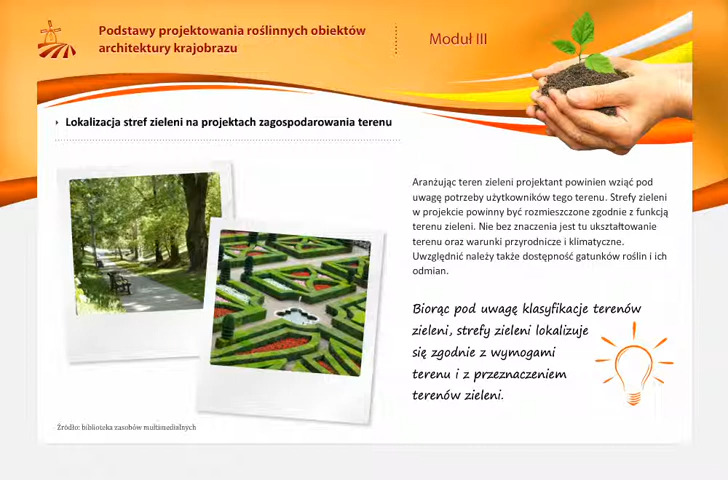 Podstawy projektowania roślinnych obiektów
architektury krajobrazu
Moduł III
Lokalizacja stref zieleni na projektach zagospodarowania terenu
Aranżując teren zieleni projektant powinien wziąć pod
uwagę potrzeby użytkowników tego terenu. Strefy zieleni
w projekcie powinny być rozmieszczone zgodnie z funkcją
terenu zieleni. Nie bez znaczenia jest tu ukształtowanie
terenu oraz warunki przyrodnicze i klimatyczne.
Uwzględnić należy także dostępność gatunków roślin i ich
odmian.
Biorąc pod uwagę klasyfikacje terenów
zieleni, strefy zieleni lokalizuje
się zgodnie z wymogami
terenu i z przeznaczeniem
terenów zieleni.
Źródło: biblioteka zasobów multimedialnych